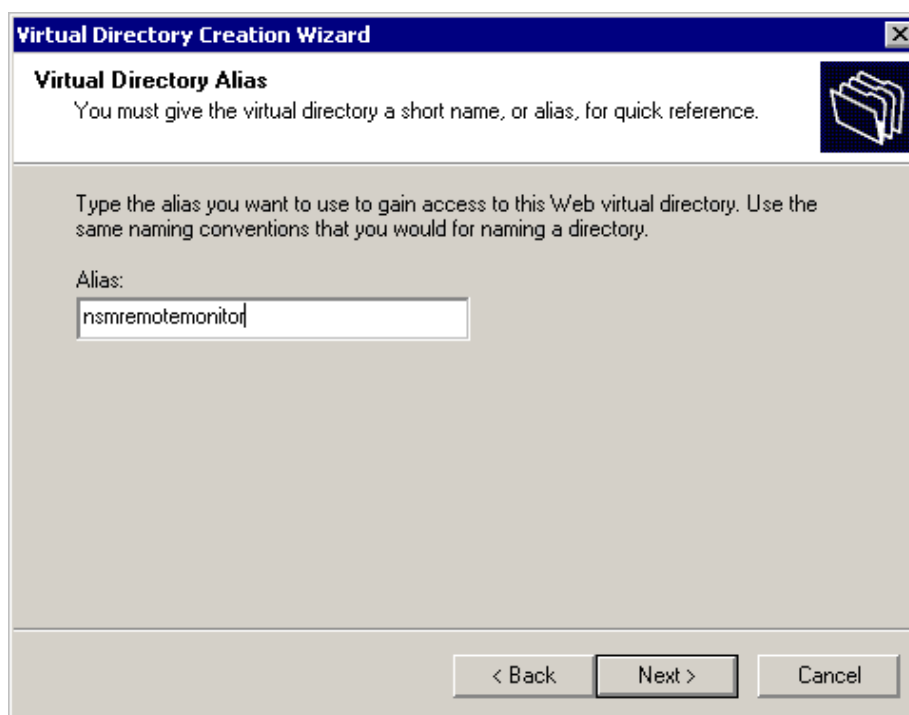 Virtual Directory Creation Wizard
Virtual Directory Alias
You must give the virtual directory a short name, or alias, for quick reference.
Type the alias you want to use to gain access to this Web virtual directory. Use the
same naming conventions that you would for naming a directory.
Alias:
nsmremotemonitor
< Back Next > Cancel